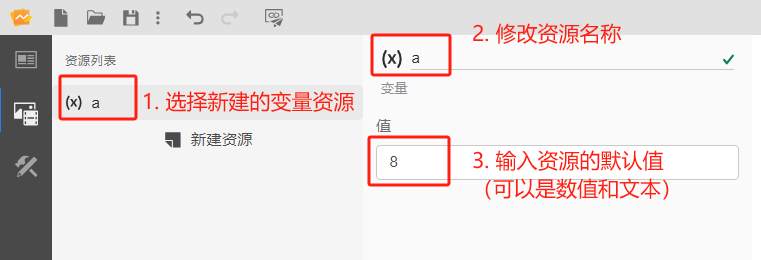 2. 修改资源名称
资源列表
(x) a
变量
(x) a
1. 选择新建的变量资源
值
新建资源
8
3. 输入资源的默认值
（可以是数值和文本）